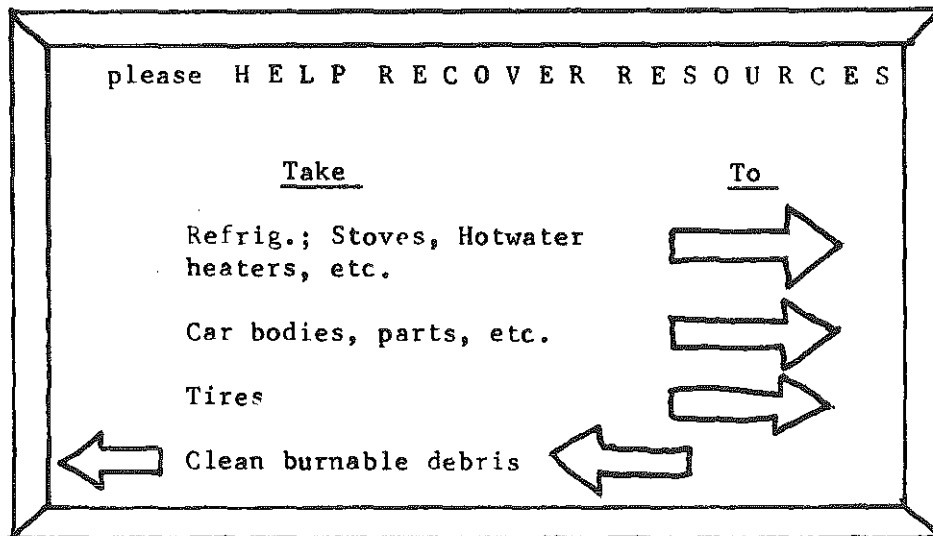 please HELP RECOVER RESOURCES
Take To
Refrig.; Stoves, Hotwater
heaters, etc.
Car bodies, parts, etc.
Tires
Clean burnable debris